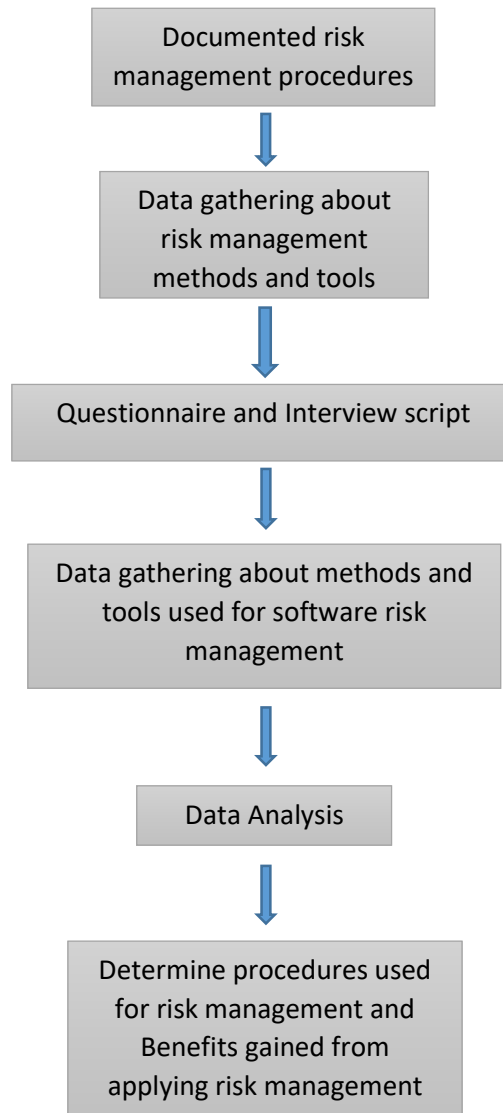 Documented risk
management procedures
Data gathering about
risk management
methods and tools
Questionnaire and Interview script
Data gathering about methods and
tools used for software risk
management
Data Analysis
Determine procedures used
for risk management and
Benefits gained from
applying risk management